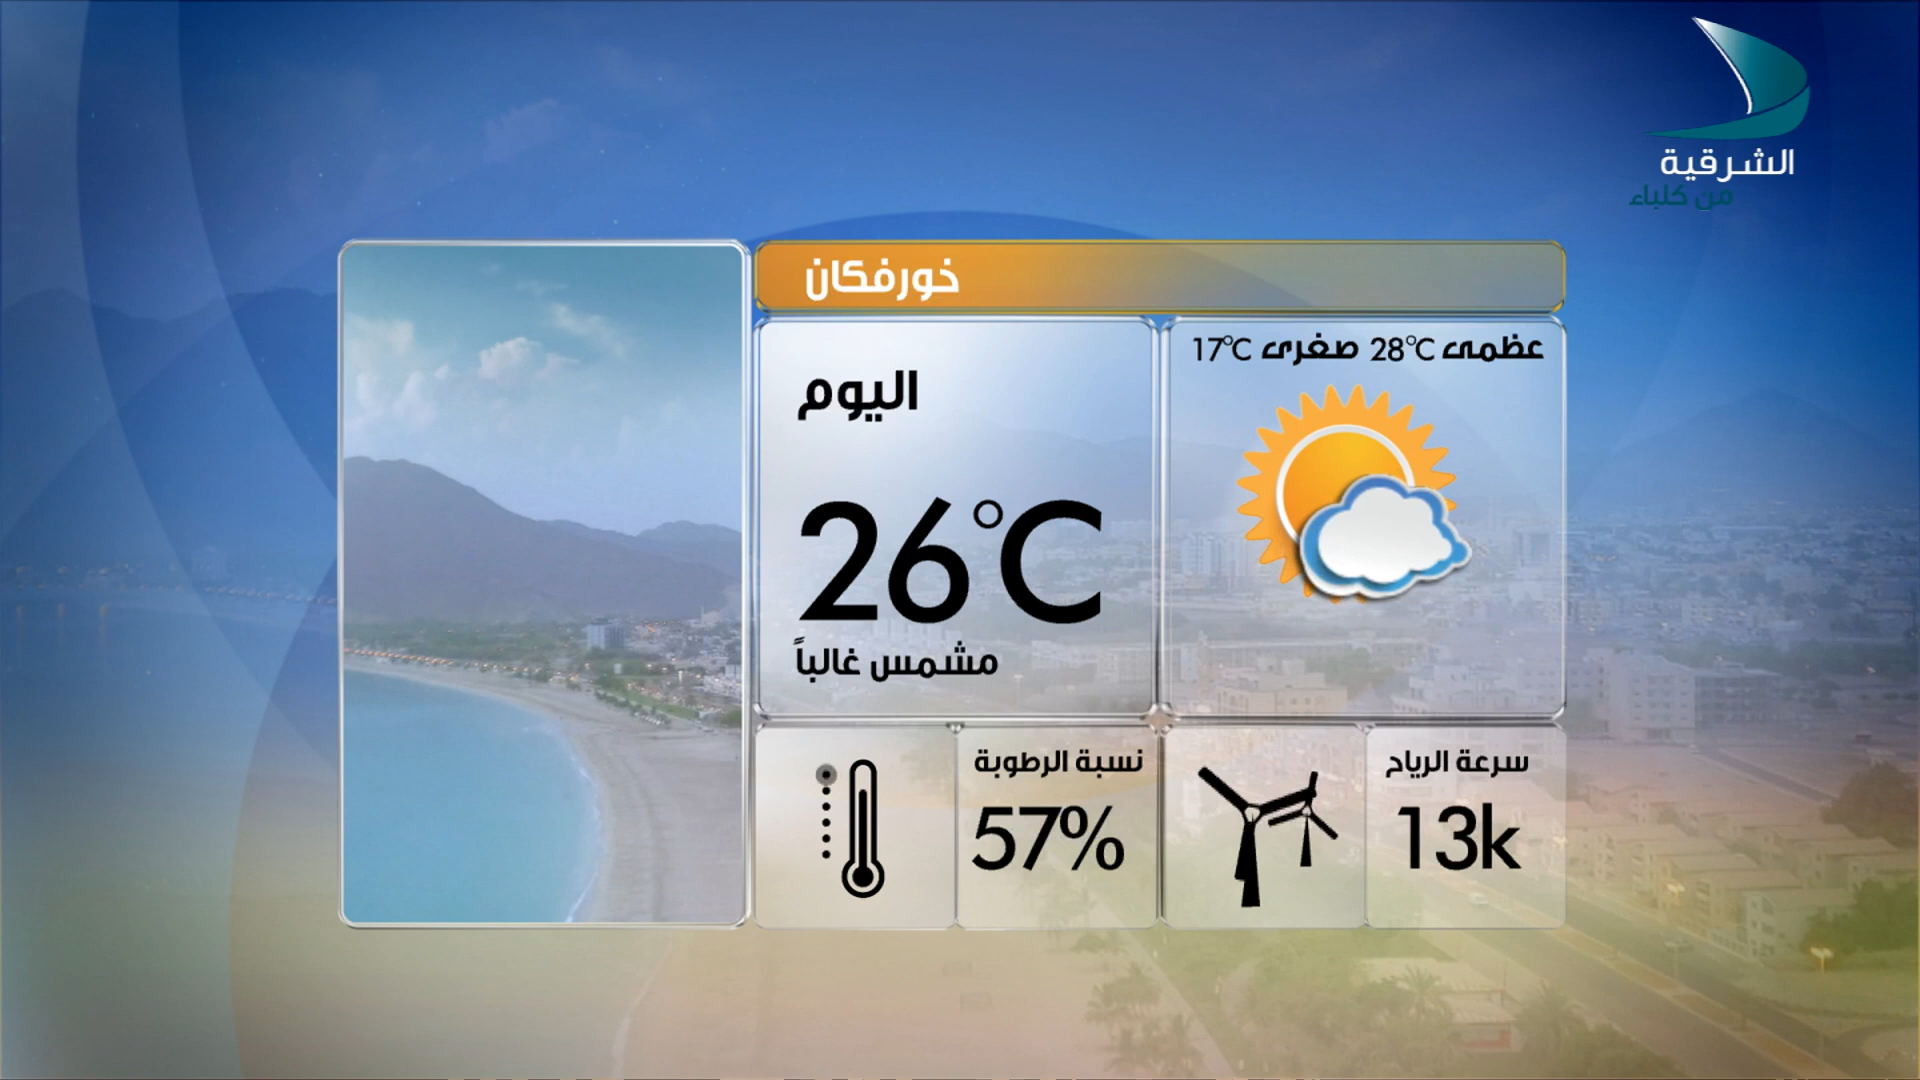 الشرقية
من كلباء
خورفكان
عظمى 28°C صغرى 17°C
اليوم
26°C
مشمس غالباً
نسبة الرطوبة
57%
سرعة الرياح
13k